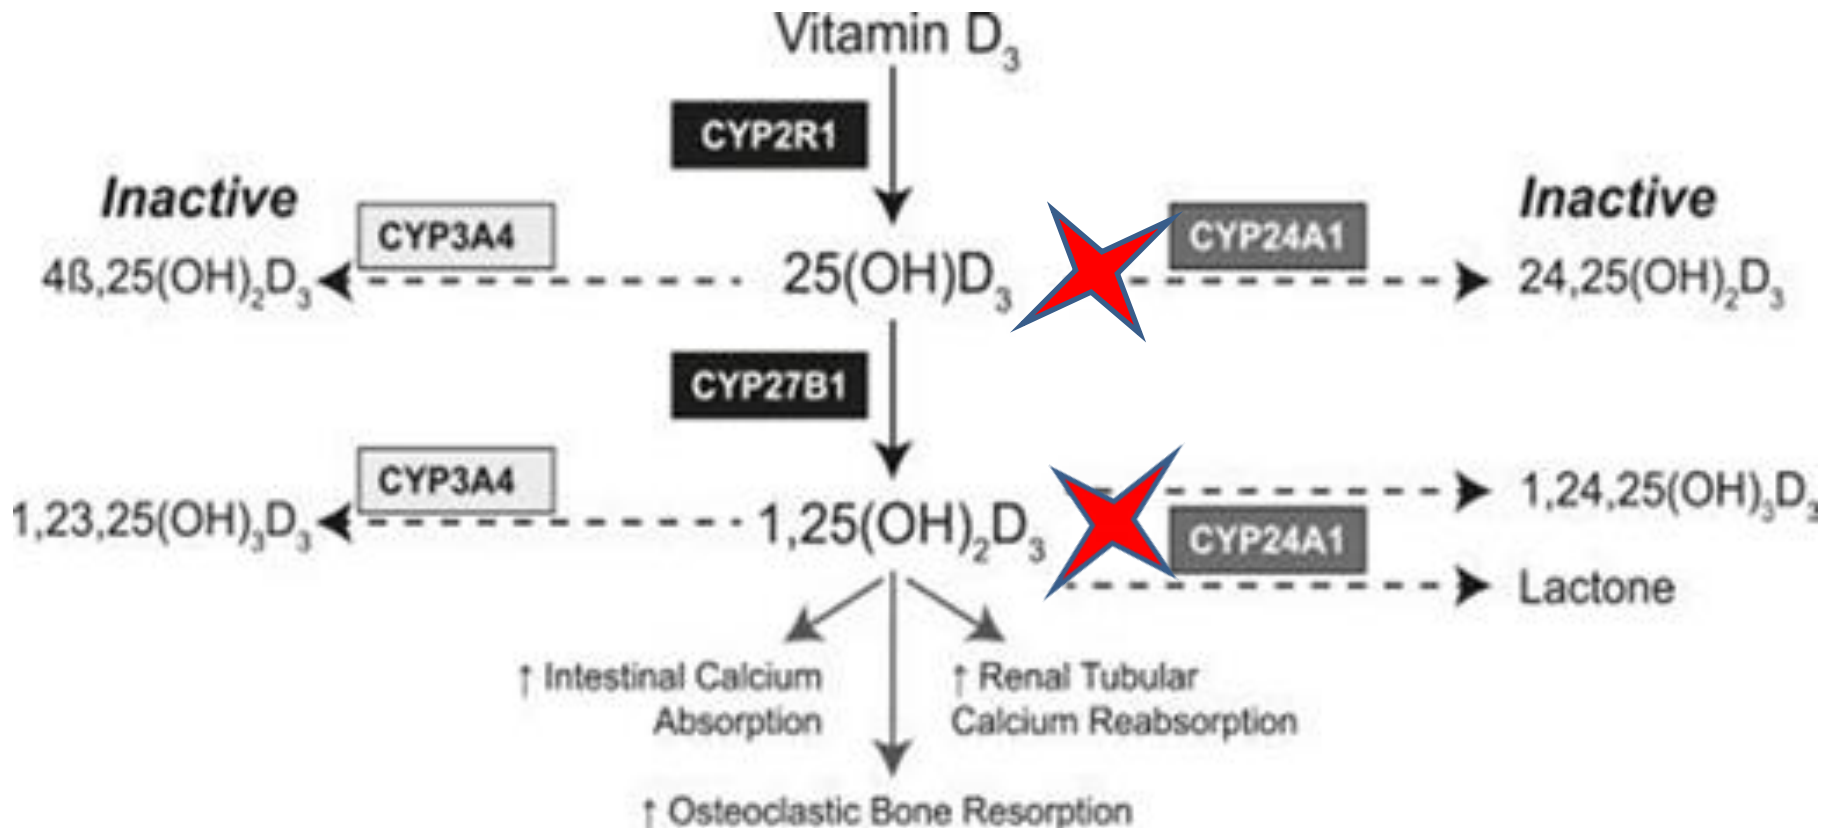 Vitamin D₃
CYP2R1
Inactive
Inactive
CYP3A4
CYP24A1
4ß,25(OH)₂D₃
25(OH)D₃
24,25(OH)₂D₃
CYP27B1
CYP3A4
1,23,25(OH)₃D₃
1,25(OH)₂D₃
1,24,25(OH)₃D₃
CYP24A1
Lactone
↑ Intestinal Calcium
Absorption
↑ Renal Tubular
Calcium Reabsorption
↑ Osteoclastic Bone Resorption